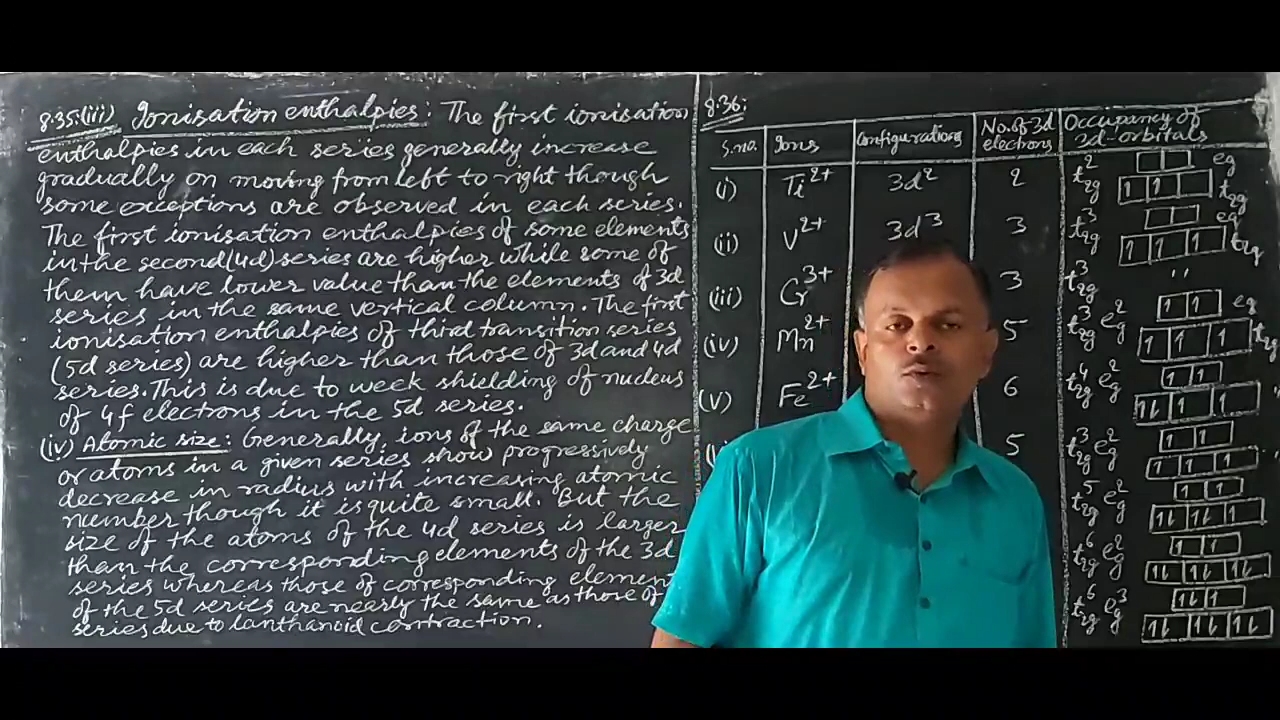 8.35:(iii) Ionisation enthalpies: The first ionisation
enthalpies in each series generally increase
gradually on moving from left to right though
some exceptions are observed in each series.
The first ionisation enthalpies of some elements
in the second (4d) series are higher while some of
them have lower value than the elements of 3d
series in the same vertical column. The first
ionisation enthalpies of third transition series
(5d series) are higher than those of 3d and 4d
series. This is due to week shielding of nucleus
of 4f electrons in the 5d series.
(iv) Atomic size: Generally, ions of the same charge
or atoms in a given series show progressively
decrease in radius with increasing atomic
number though it is quite small. But the
size of the atoms of the 4d series is larger
than the corresponding elements of the 3d
series whereas those of corresponding elemen
of the 5d series are nearly the same as those of
series due to lanthanoid contraction.
8.36:
S.no. Ions Configurations No. of 3d electrons Occupancy of 3d-orbitals
(i) Ti²⁺ 3d² 2 t₂g² eg t₂g
(ii) V²⁺ 3d³ 3 t₂g³ eg t₂g
(iii) Cr³⁺ 3 t₂g³ ,,
(iv) Mn²⁺ 5 t₂g³ eg² eg t₂g
(v) Fe²⁺ 6 t₂g⁴ eg²
5 t₂g³ eg²
t₂g⁵ eg²
t₂g⁶ eg²
t₂g⁶ eg³